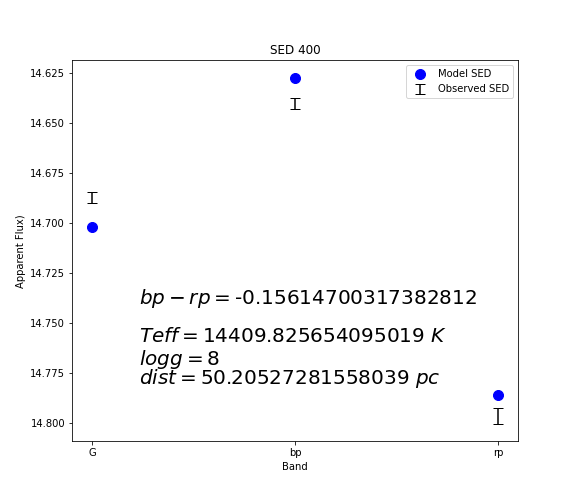 SED 400
Model SED
Observed SED
14.625
14.650
14.675
14.700
14.725
14.750
14.775
14.800
Apparent Flux)
bp − rp = -0.15614700317382812
Teff = 14409.825654095019 K
logg = 8
dist = 50.20527281558039 pc
G bp rp
Band